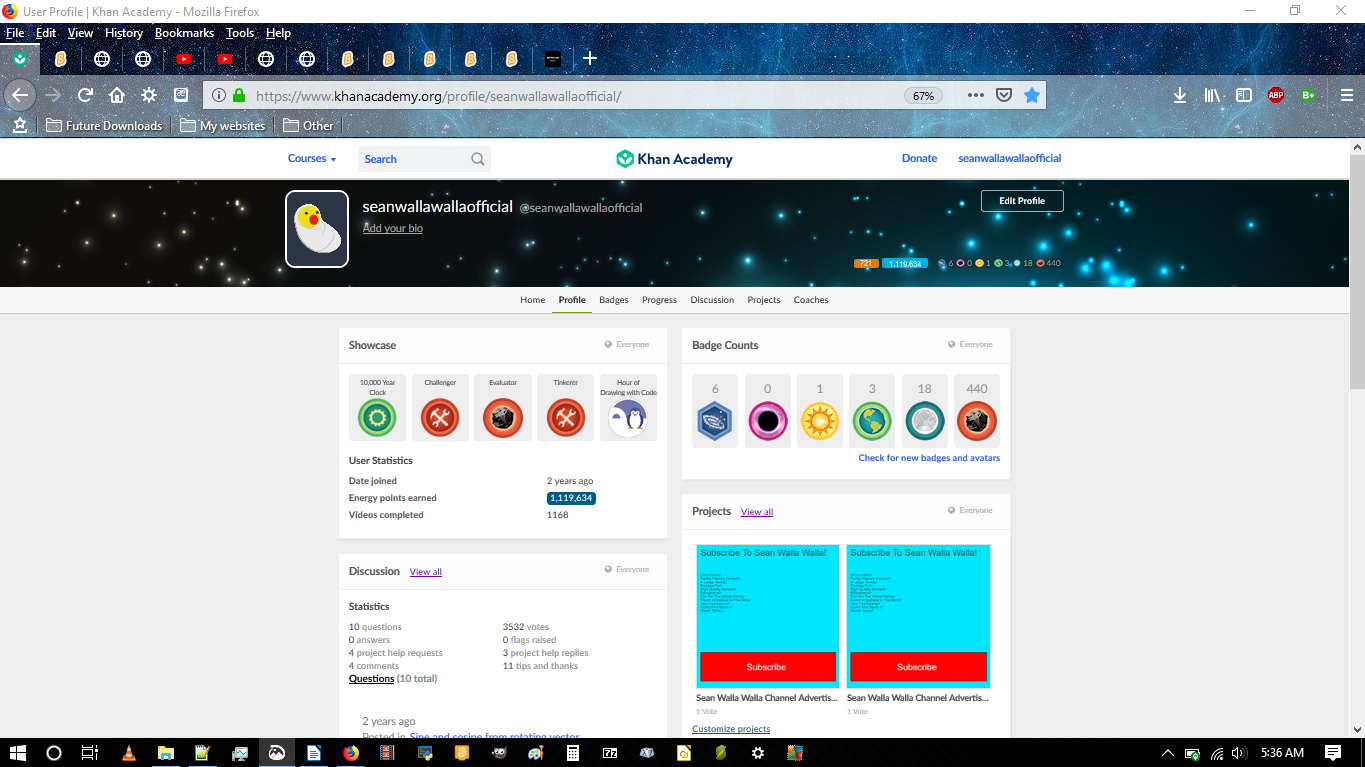 User Profile | Khan Academy - Mozilla Firefox
File Edit View History Bookmarks Tools Help
https://www.khanacademy.org/profile/seanwallawallaofficial/ 67%
ABP B+
Future Downloads My websites Other
Courses Search Khan Academy Donate seanwallawallaofficial
seanwallawallaofficial @seanwallawallaofficial Edit Profile
Add your bio
721 1,119,634 6 0 1 3 18 440
Home Profile Badges Progress Discussion Projects Coaches
Showcase Everyone
10,000 Year Clock
Challenger
Evaluator
Tinkerer
Hour of Drawing with Code
User Statistics
Date joined 2 years ago
Energy points earned 1,119,634
Videos completed 1168
Badge Counts Everyone
6 0 1 3 18 440
Check for new badges and avatars
Discussion View all Everyone
Statistics
10 questions 3532 votes
0 answers 0 flags raised
4 project help requests 3 project help replies
4 comments 11 tips and thanks
Questions (10 total)
2 years ago
Posted in Sine and cosine from rotating vector
Projects View all Everyone
Subscribe To Sean Walla Walla! Subscribe To Sean Walla Walla!
Subscribe Subscribe
Sean Walla Walla Channel Advertis... Sean Walla Walla Channel Advertis...
1 Vote 1 Vote
Customize projects
5:36 AM